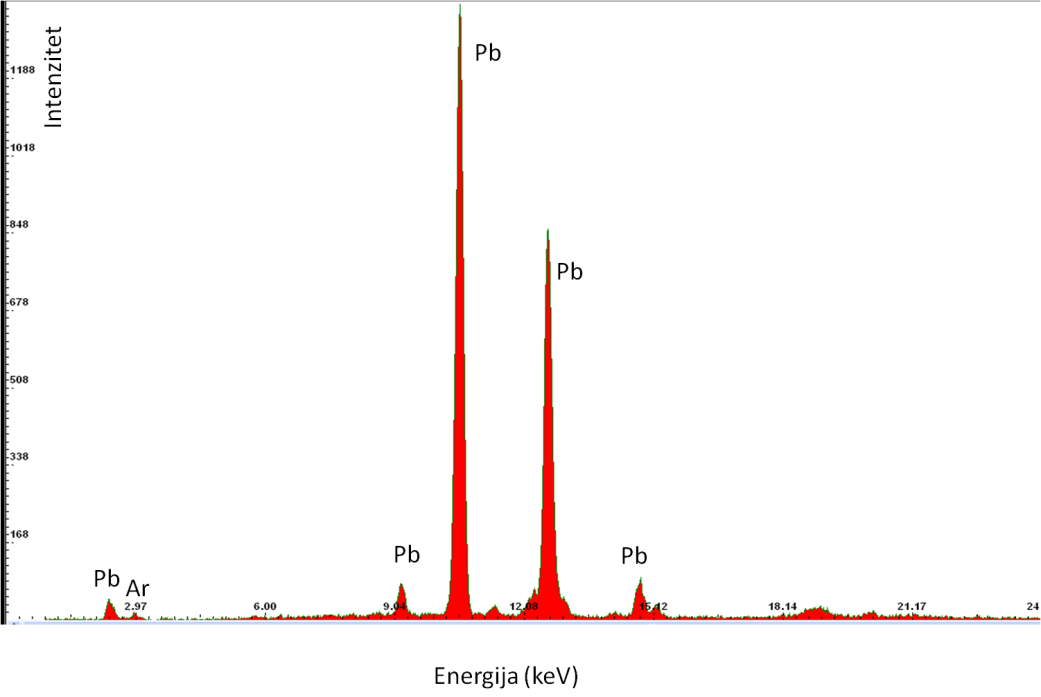 Intenzitet
1188
1018
848
678
508
338
168
Pb
Pb
Pb
Pb
Pb
Ar
2.97
6.00
9.04
12.08
15.12
18.14
21.17
24
Energija (keV)